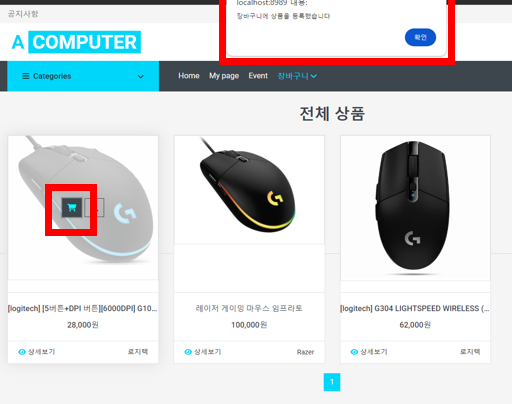 localhost:8989 내용:
공지사항
장바구니에 상품을 등록했습니다
확인
A COMPUTER
Categories
Home My page Event 장바구니
전체 상품
[logitech] [5버튼+DPI 버튼][6000DPI] G10...
28,000원
상세보기 로지텍
레이저 게이밍 마우스 임프라토
100,000원
상세보기 Razer
[logitech] G304 LIGHTSPEED WIRELESS (...
62,000원
상세보기 로지텍
1